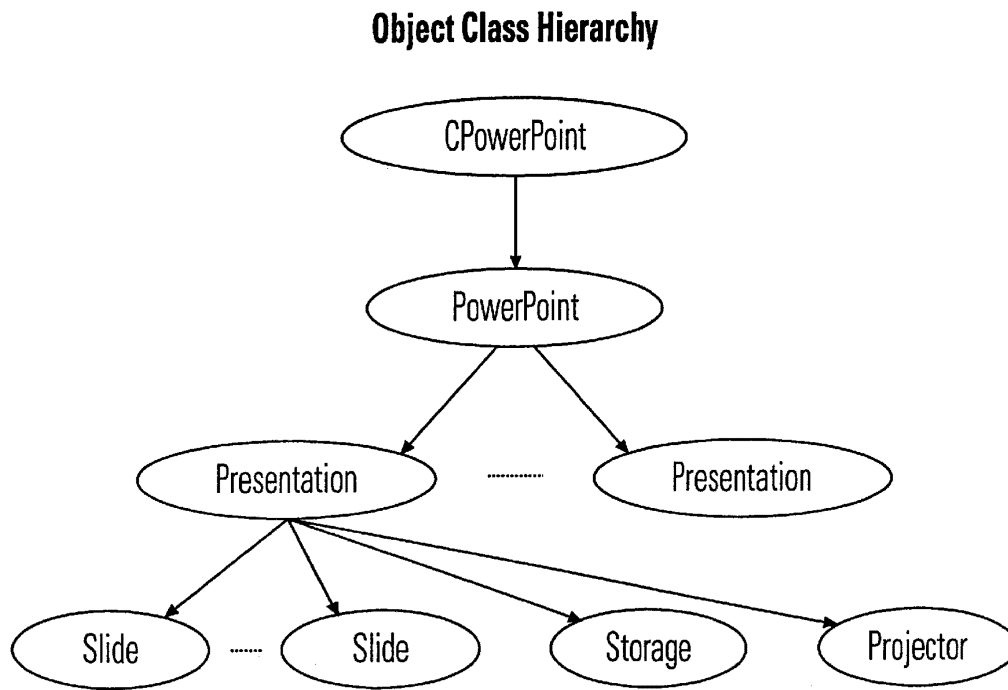 Object Class Hierarchy
CPowerPoint
PowerPoint
Presentation
Presentation
Slide
Slide
Storage
Projector